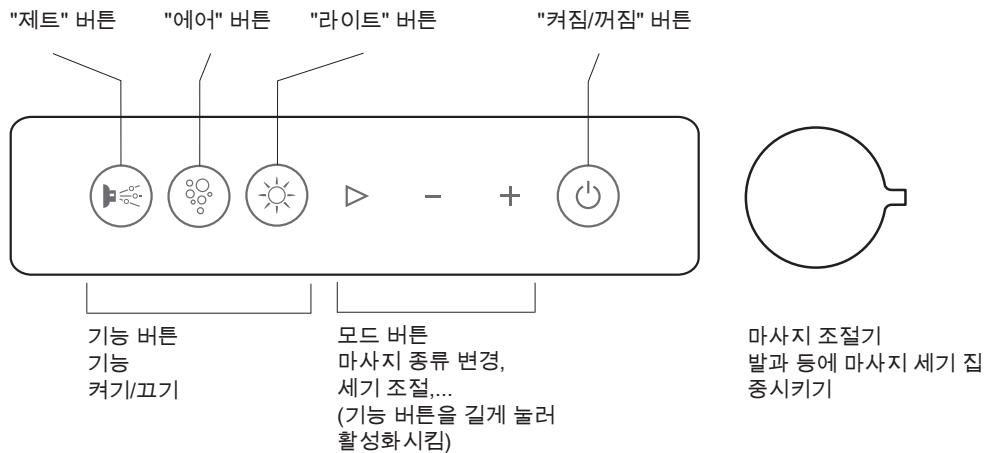 "제트" 버튼
"에어" 버튼
"라이트" 버튼
"켜짐/꺼짐" 버튼
기능 버튼
기능
켜기/끄기
모드 버튼
마사지 종류 변경,
세기 조절,...
(기능 버튼을 길게 눌러
활성화시킴)
마사지 조절기
발과 등에 마사지 세기 집
중시키기